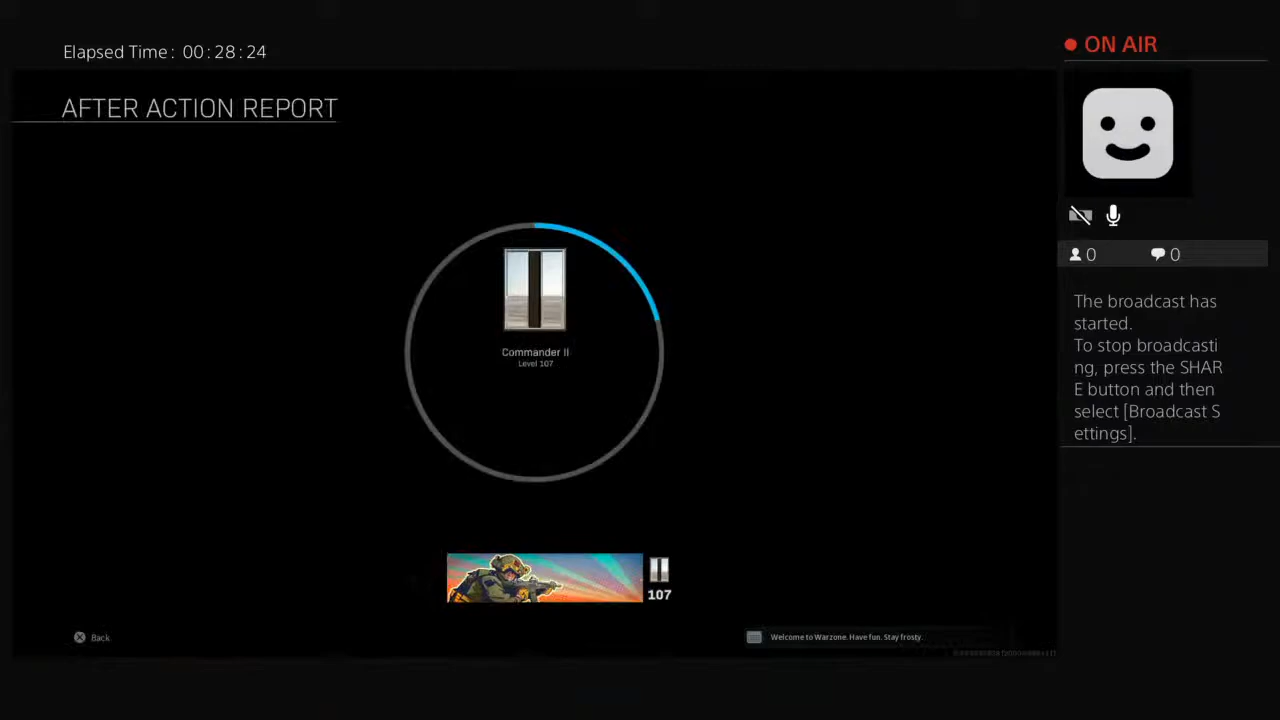 Elapsed Time: 00:28:24
ON AIR
AFTER ACTION REPORT
0 0
The broadcast has
started.
To stop broadcasti
ng, press the SHAR
E button and then
select [Broadcast S
ettings].
Commander II
Level 107
107
Back
Welcome to Warzone. Have fun. Stay frosty.